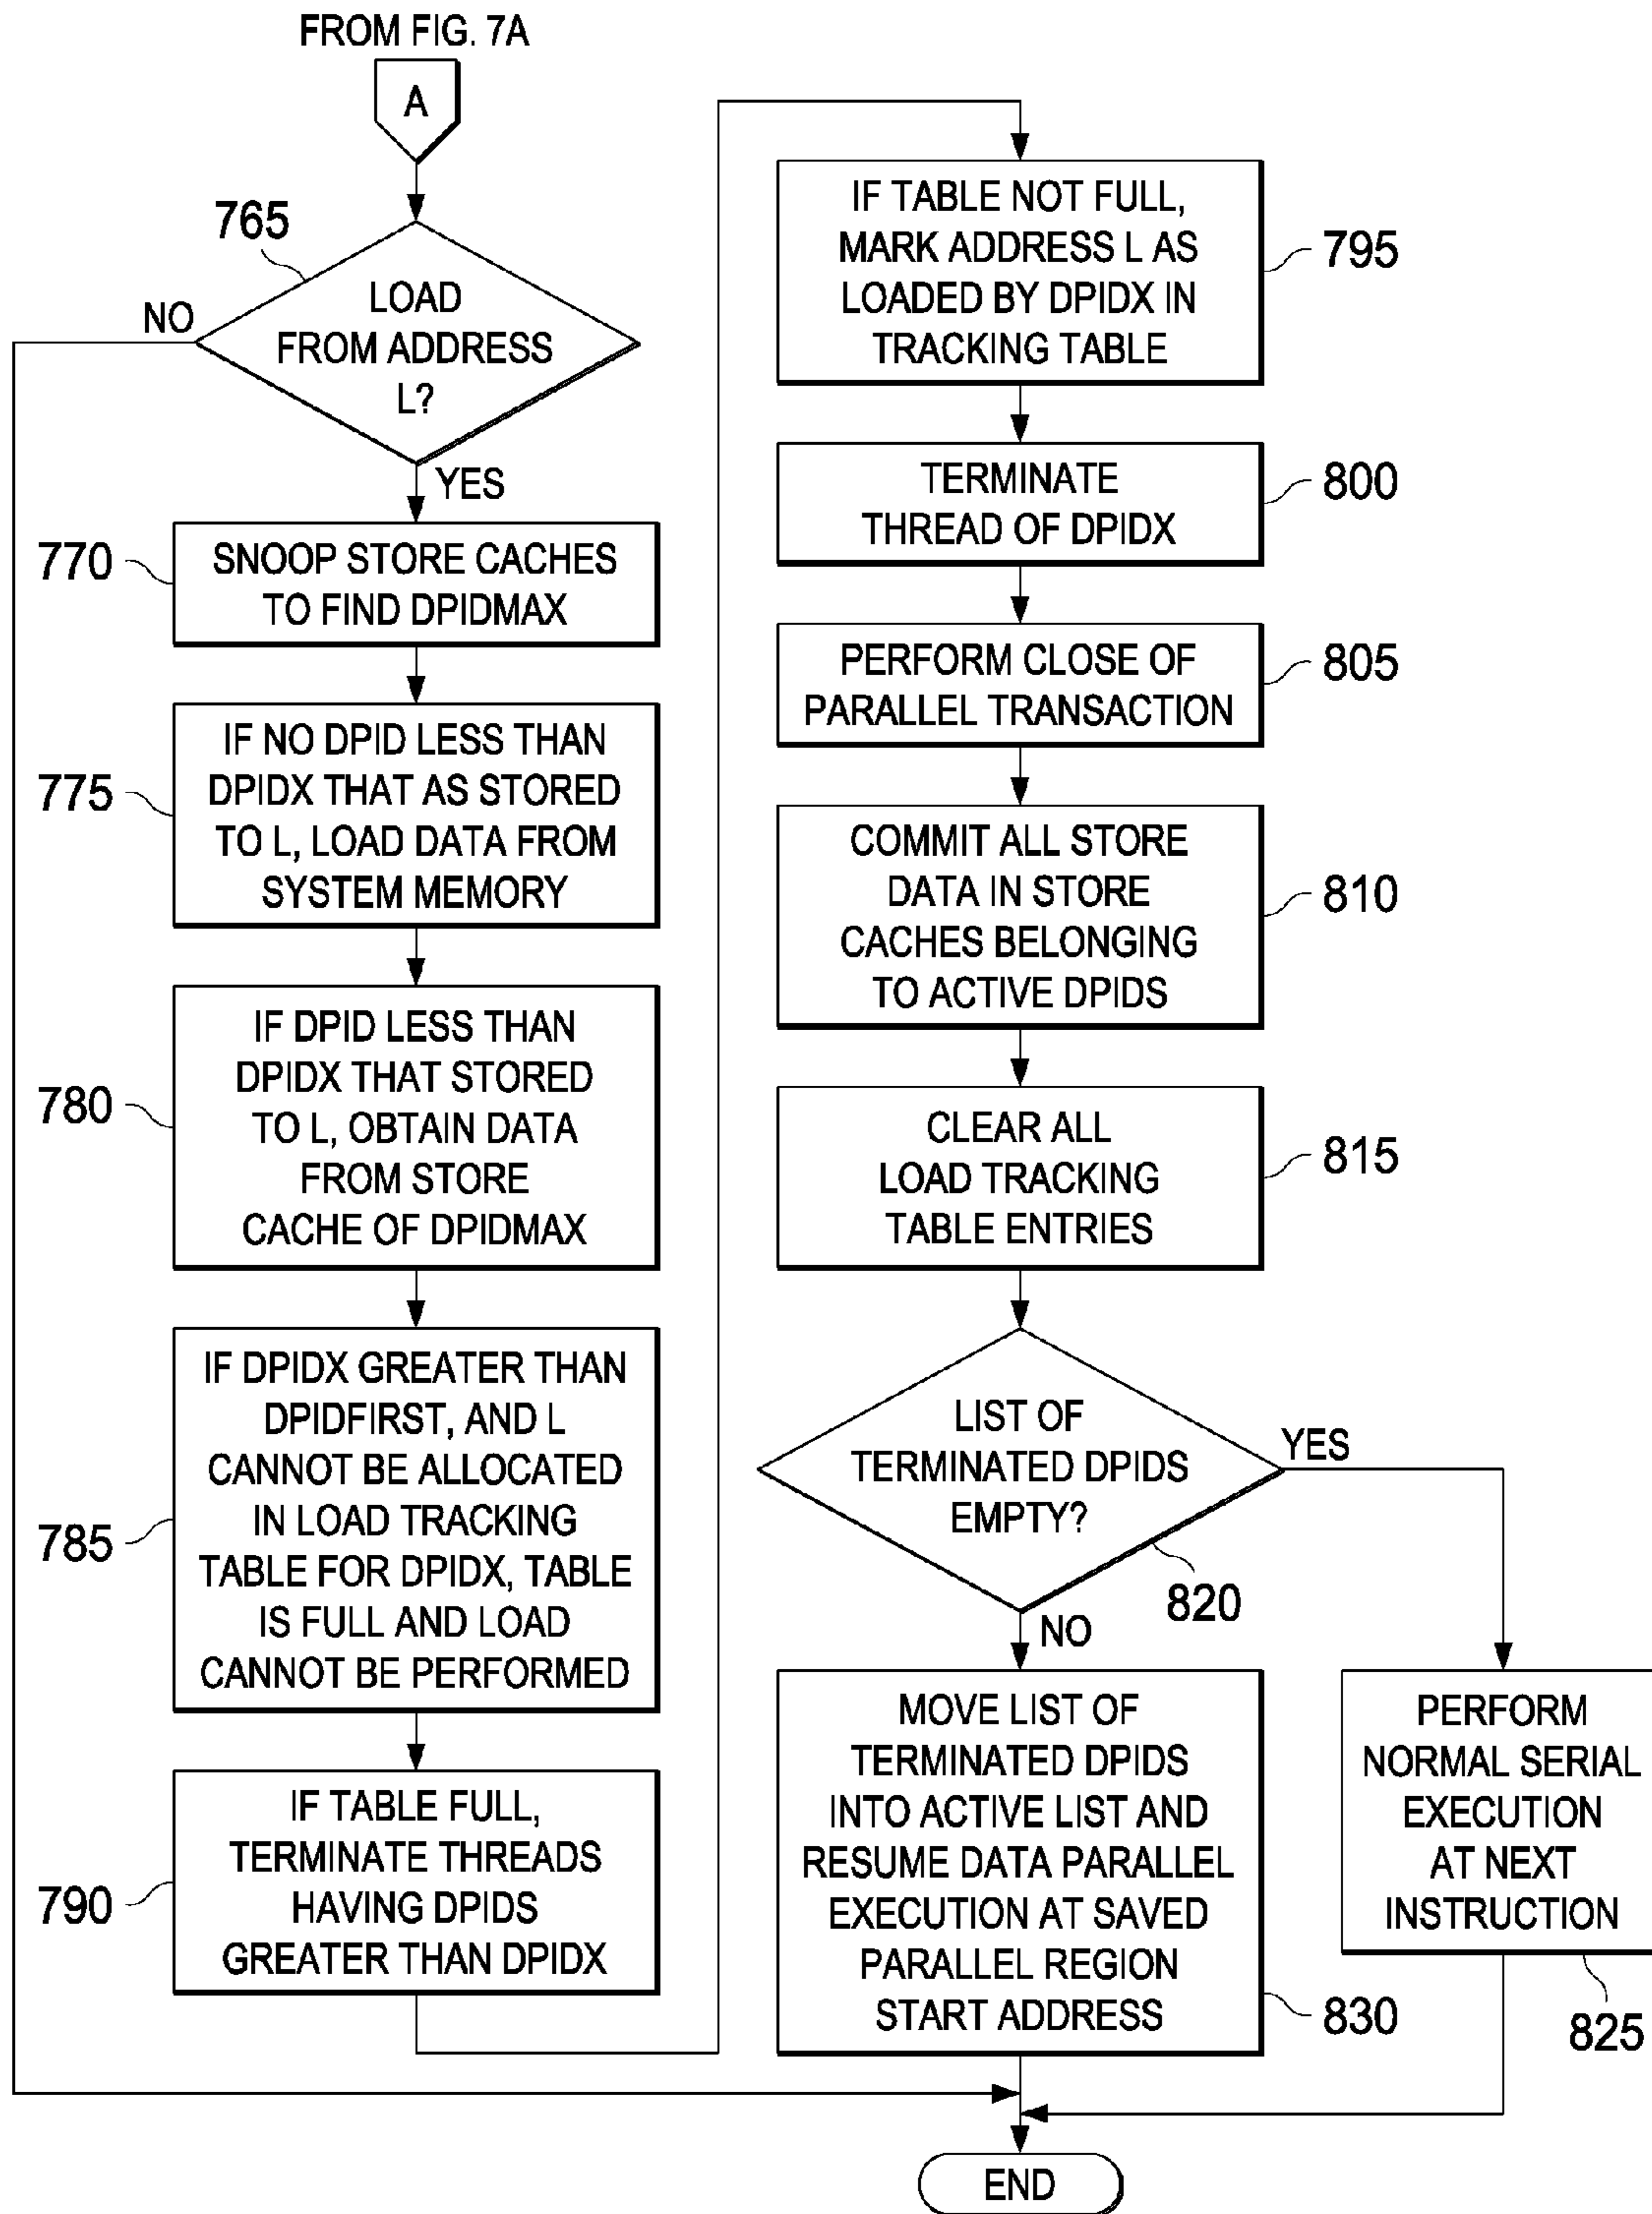 FROM FIG. 7A
A
765
LOAD
FROM ADDRESS
L?
NO
YES
770
SNOOP STORE CACHES
TO FIND DPIDMAX
775
IF NO DPID LESS THAN
DPIDX THAT AS STORED
TO L, LOAD DATA FROM
SYSTEM MEMORY
780
IF DPID LESS THAN
DPIDX THAT STORED
TO L, OBTAIN DATA
FROM STORE
CACHE OF DPIDMAX
785
IF DPIDX GREATER THAN
DPIDFIRST, AND L
CANNOT BE ALLOCATED
IN LOAD TRACKING
TABLE FOR DPIDX, TABLE
IS FULL AND LOAD
CANNOT BE PERFORMED
790
IF TABLE FULL,
TERMINATE THREADS
HAVING DPIDS
GREATER THAN DPIDX
IF TABLE NOT FULL,
MARK ADDRESS L AS
LOADED BY DPIDX IN
TRACKING TABLE
795
TERMINATE
THREAD OF DPIDX
800
PERFORM CLOSE OF
PARALLEL TRANSACTION
805
COMMIT ALL STORE
DATA IN STORE
CACHES BELONGING
TO ACTIVE DPIDS
810
CLEAR ALL
LOAD TRACKING
TABLE ENTRIES
815
LIST OF
TERMINATED DPIDS
EMPTY?
820
YES
NO
MOVE LIST OF
TERMINATED DPIDS
INTO ACTIVE LIST AND
RESUME DATA PARALLEL
EXECUTION AT SAVED
PARALLEL REGION
START ADDRESS
830
PERFORM
NORMAL SERIAL
EXECUTION
AT NEXT
INSTRUCTION
825
END